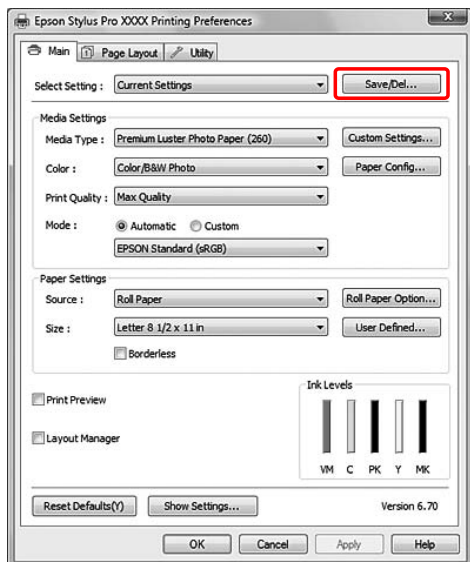 Epson Stylus Pro XXXX Printing Preferences
Main
1 Page Layout
Utility
Select Setting : Current Settings Save/Del...
Media Settings
Media Type : Premium Luster Photo Paper (260) Custom Settings...
Color : Color/B&W Photo Paper Config...
Print Quality : Max Quality
Mode : Automatic Custom
EPSON Standard (sRGB)
Paper Settings
Source : Roll Paper Roll Paper Option...
Size : Letter 8 1/2 x 11 in User Defined...
Borderless
Print Preview
Layout Manager
Ink Levels
VM C PK Y MK
Reset Defaults(Y) Show Settings... Version 6.70
OK Cancel Apply Help